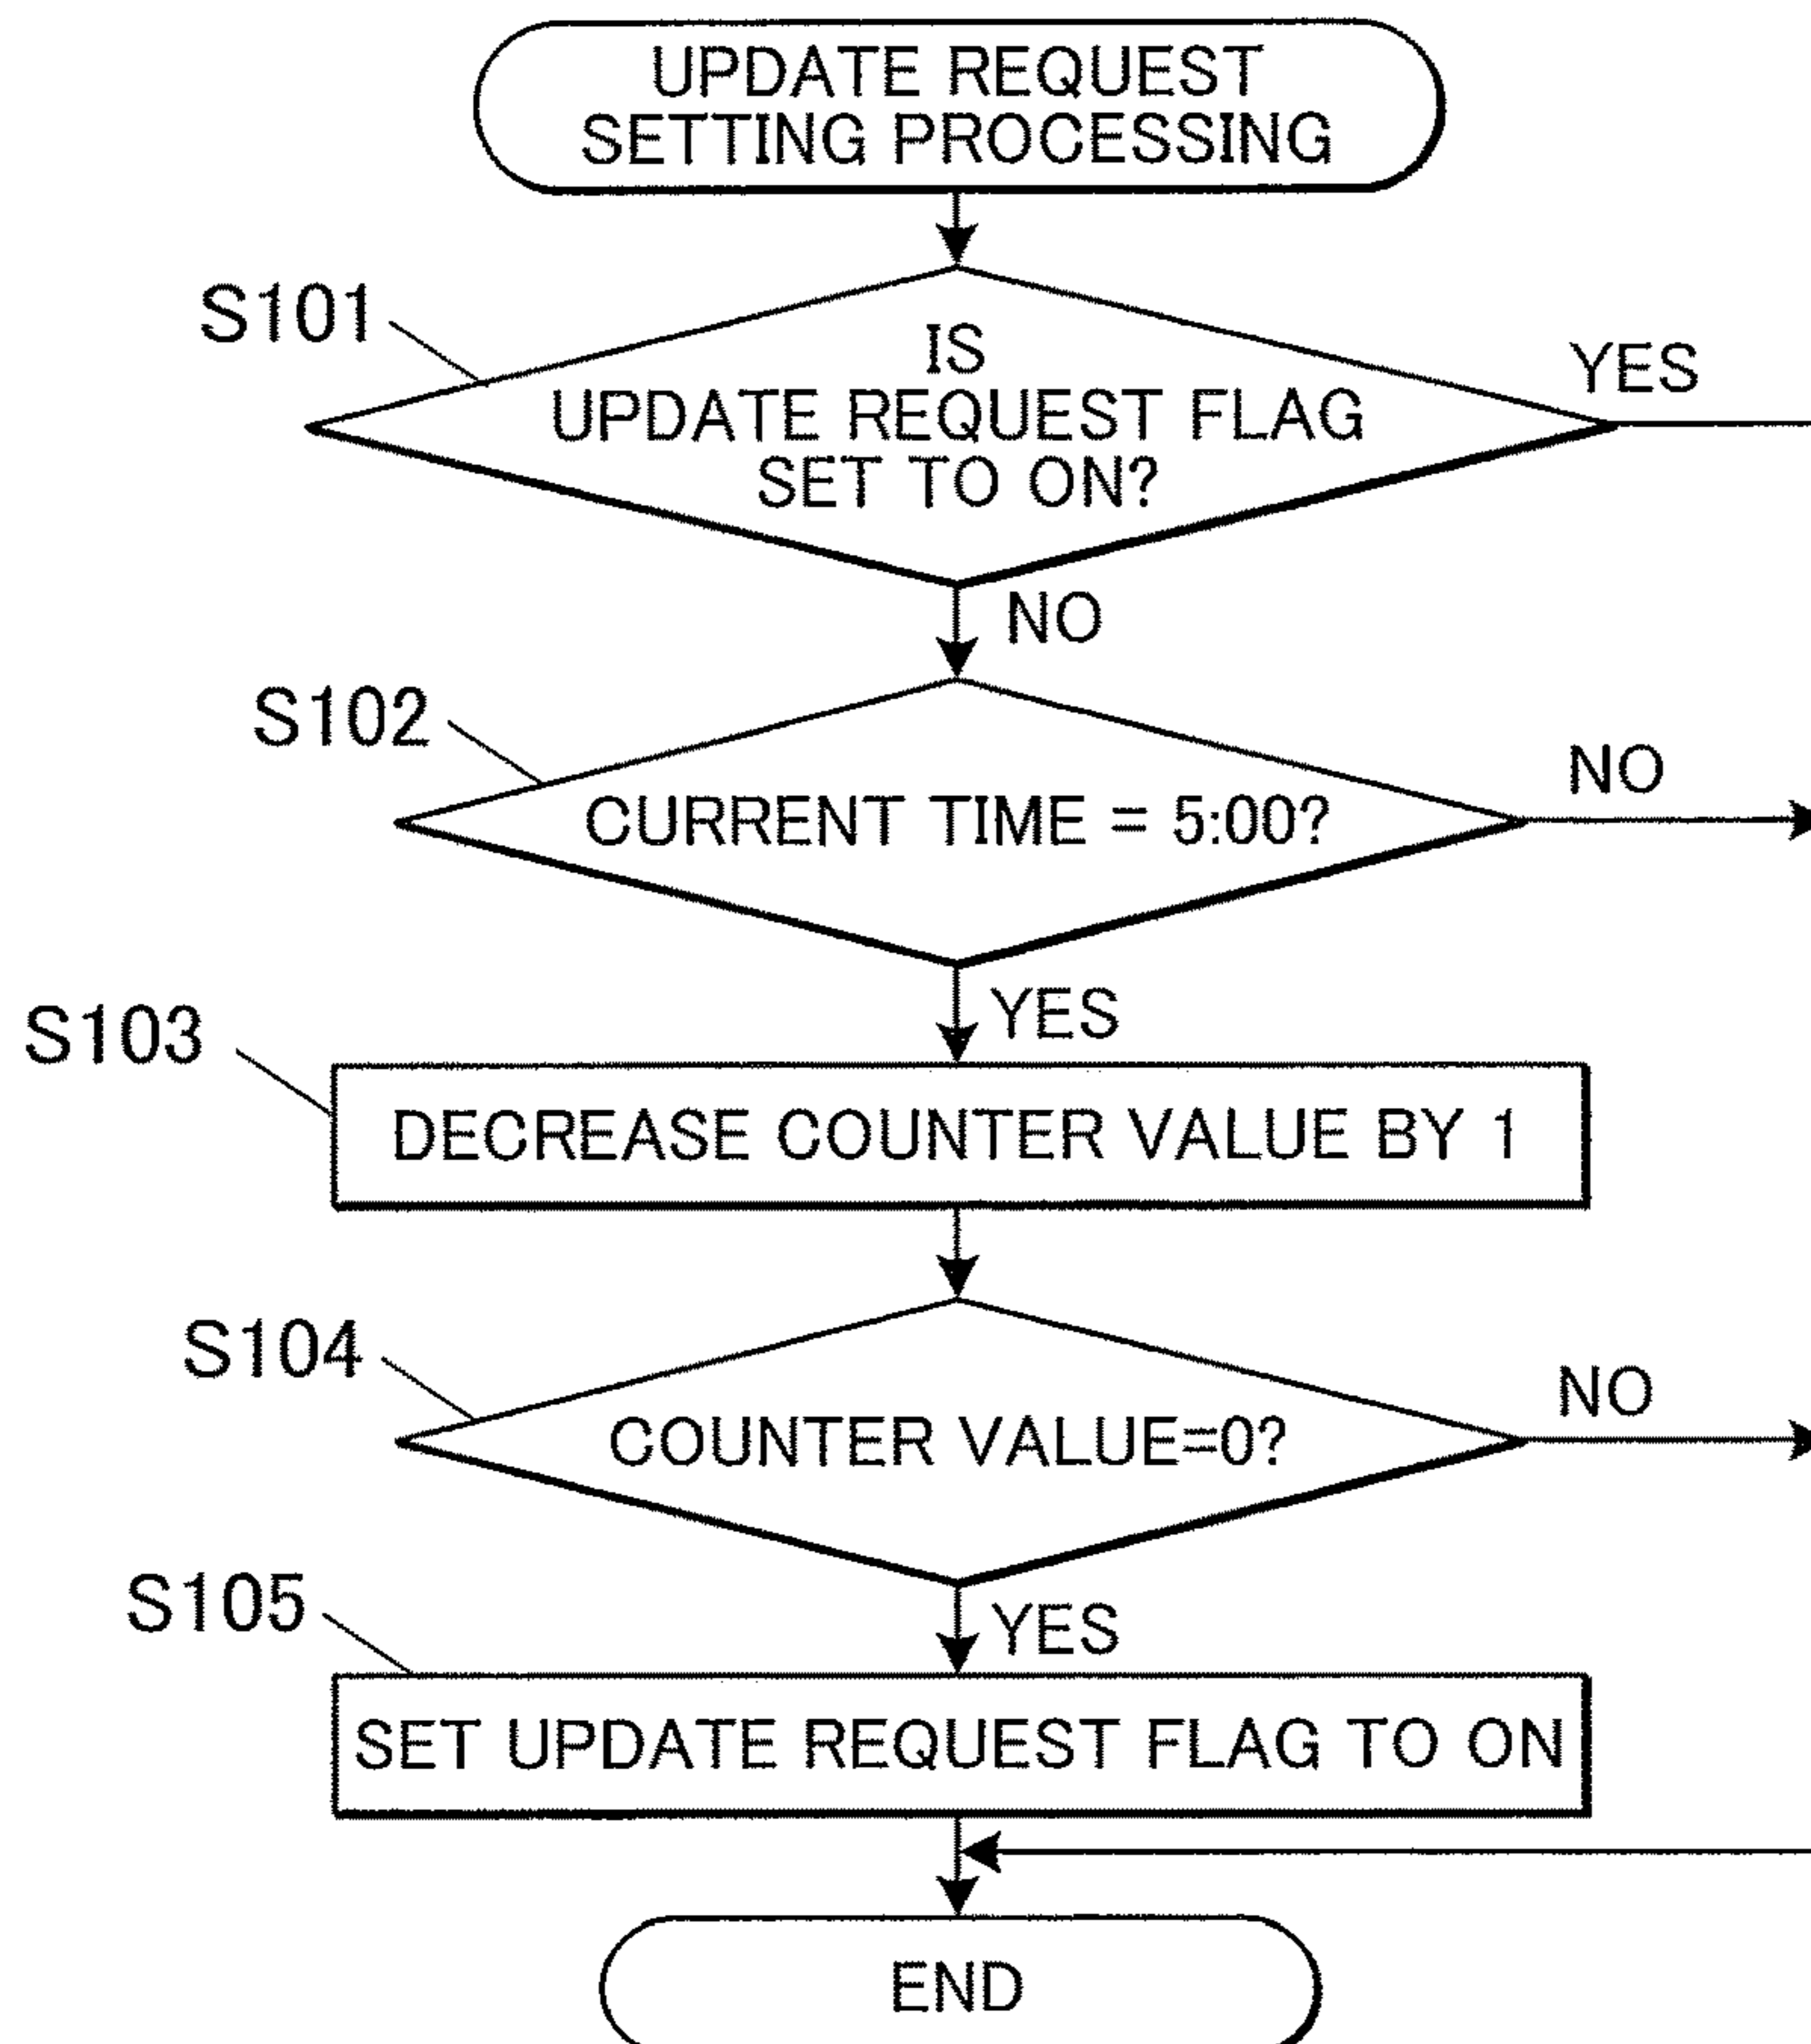 UPDATE REQUEST
SETTING PROCESSING
S101
IS
UPDATE REQUEST FLAG
SET TO ON?
YES
NO
S102
CURRENT TIME = 5:00?
NO
YES
S103
DECREASE COUNTER VALUE BY 1
S104
COUNTER VALUE=0?
NO
YES
S105
SET UPDATE REQUEST FLAG TO ON
END